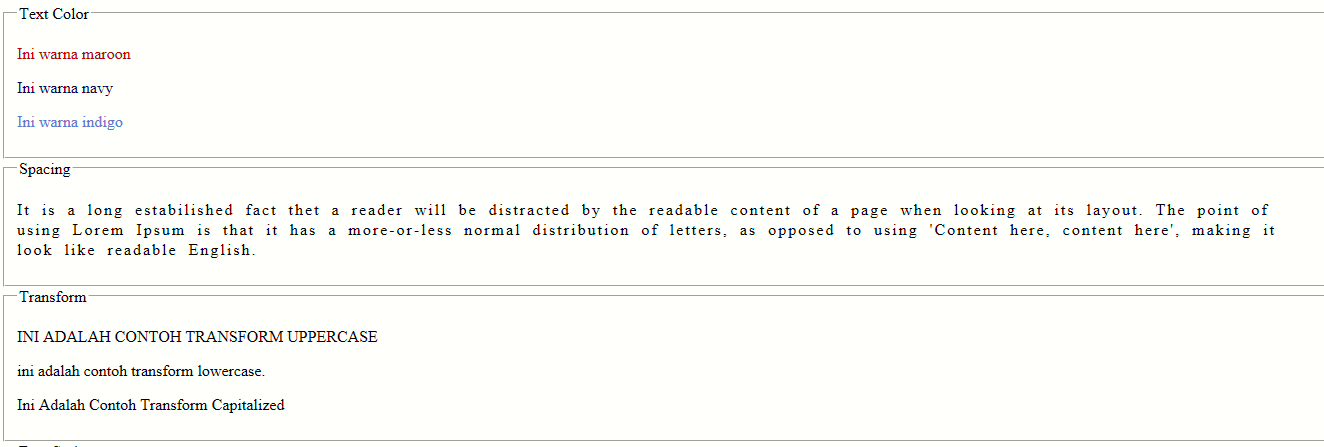 Text Color
Ini warna maroon
Ini warna navy
Ini warna indigo
Spacing
It is a long estabilished fact thet a reader will be distracted by the readable content of a page when looking at its layout. The point of
using Lorem Ipsum is that it has a more-or-less normal distribution of letters, as opposed to using 'Content here, content here', making it
look like readable English.
Transform
INI ADALAH CONTOH TRANSFORM UPPERCASE
ini adalah contoh transform lowercase.
Ini Adalah Contoh Transform Capitalized